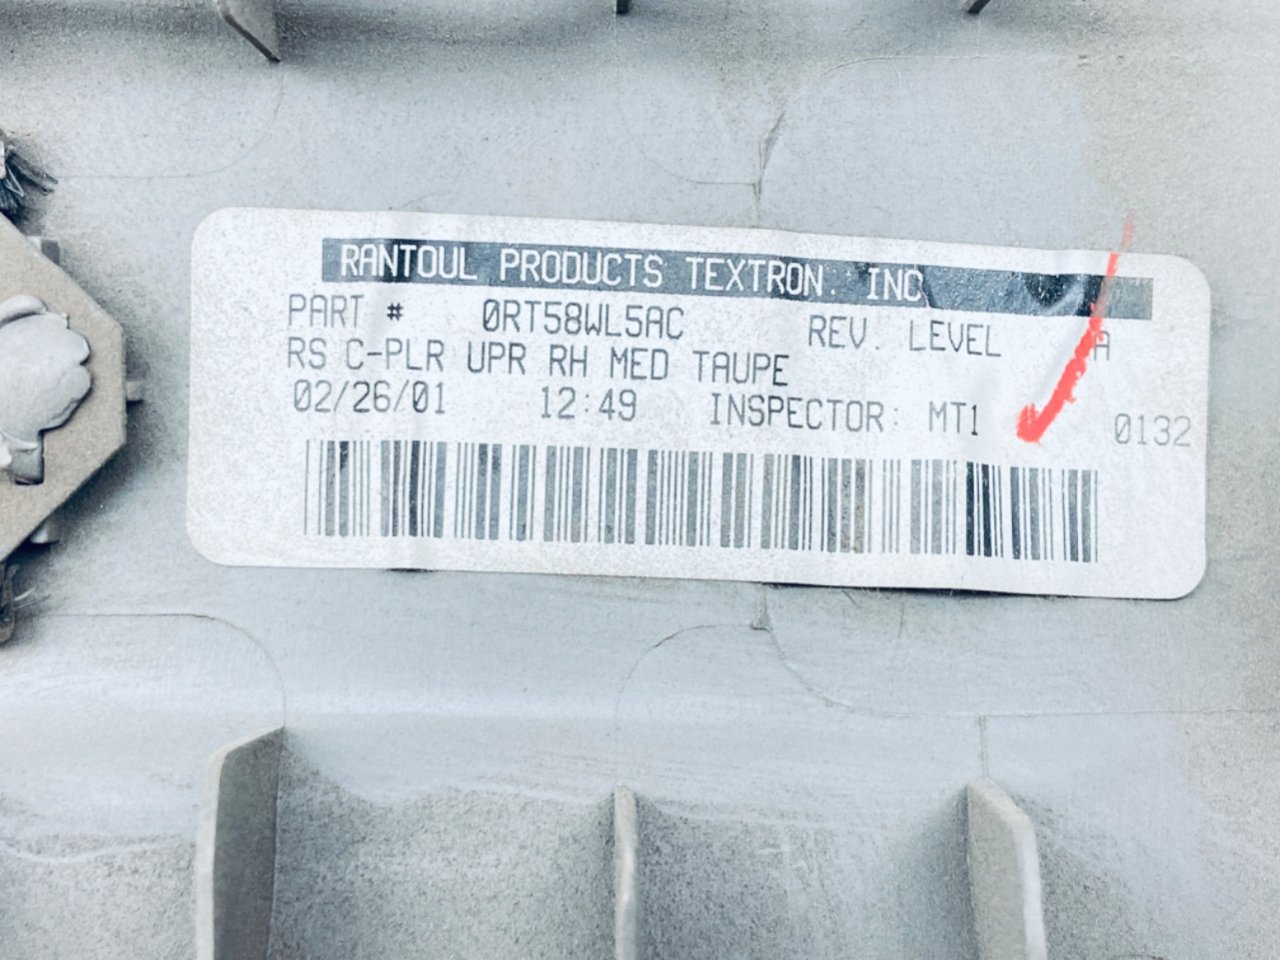 RANTOUL PRODUCTS TEXTRON. INC
PART # 0RT58WL5AC REV. LEVEL A
RS C-PLR UPR RH MED TAUPE
02/26/01 12:49 INSPECTOR: MT1 0132